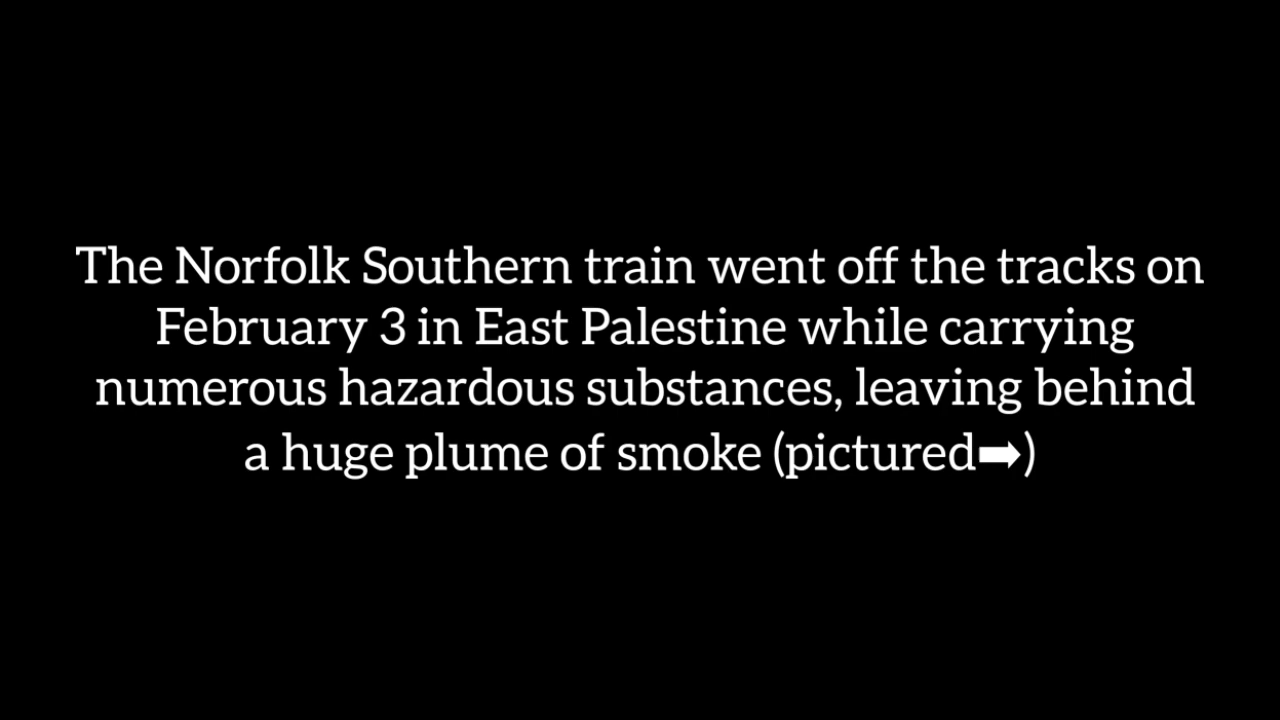 The Norfolk Southern train went off the tracks on
February 3 in East Palestine while carrying
numerous hazardous substances, leaving behind
a huge plume of smoke (pictured➡)